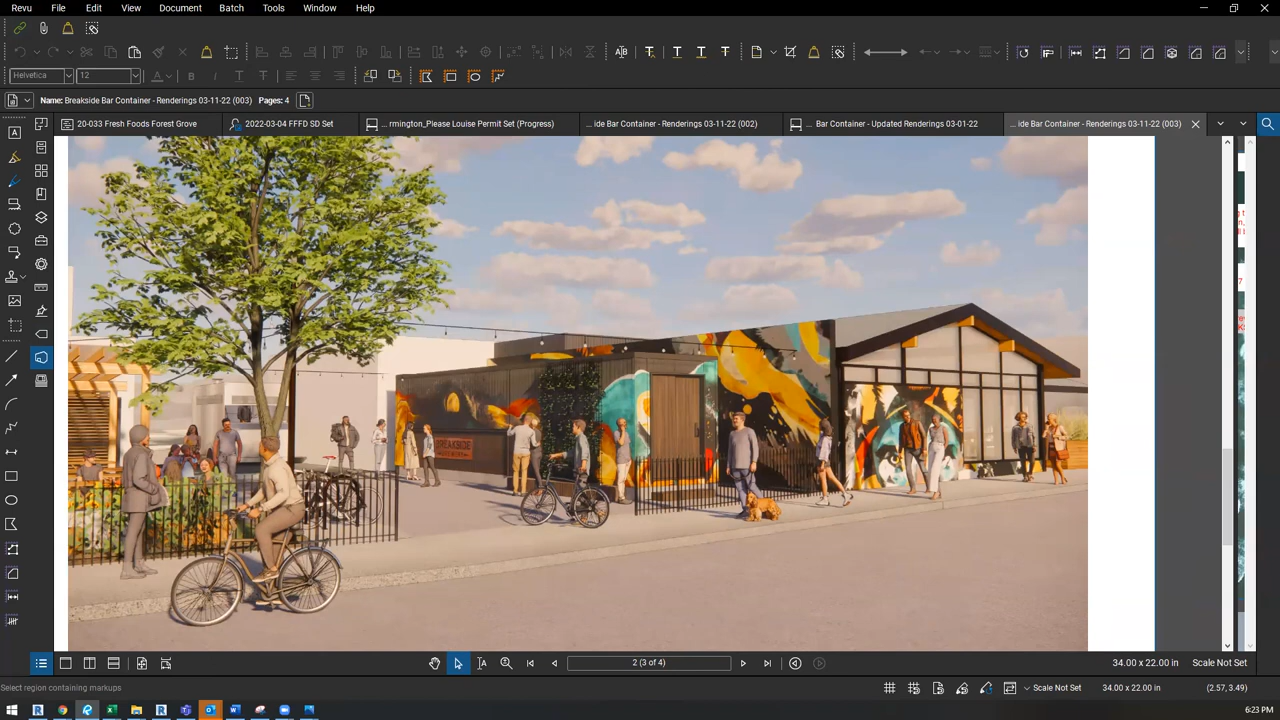 Revu File Edit View Document Batch Tools Window Help
Helvetica 12
Name: Breakside Bar Container - Renderings 03-11-22 (003) Pages: 4
20-033 Fresh Foods Forest Grove 2022-03-04 FFFD SD Set ... rmington_Please Louise Permit Set (Progress) ... ide Bar Container - Renderings 03-11-22 (002) ... Bar Container - Updated Renderings 03-01-22 ... ide Bar Container - Renderings 03-11-22 (003)
BREAKSIDE
2 (3 of 4) 34.00 x 22.00 in Scale Not Set
Select region containing markups Scale Not Set 34.00 x 22.00 in (2.57, 3.49)
6:23 PM